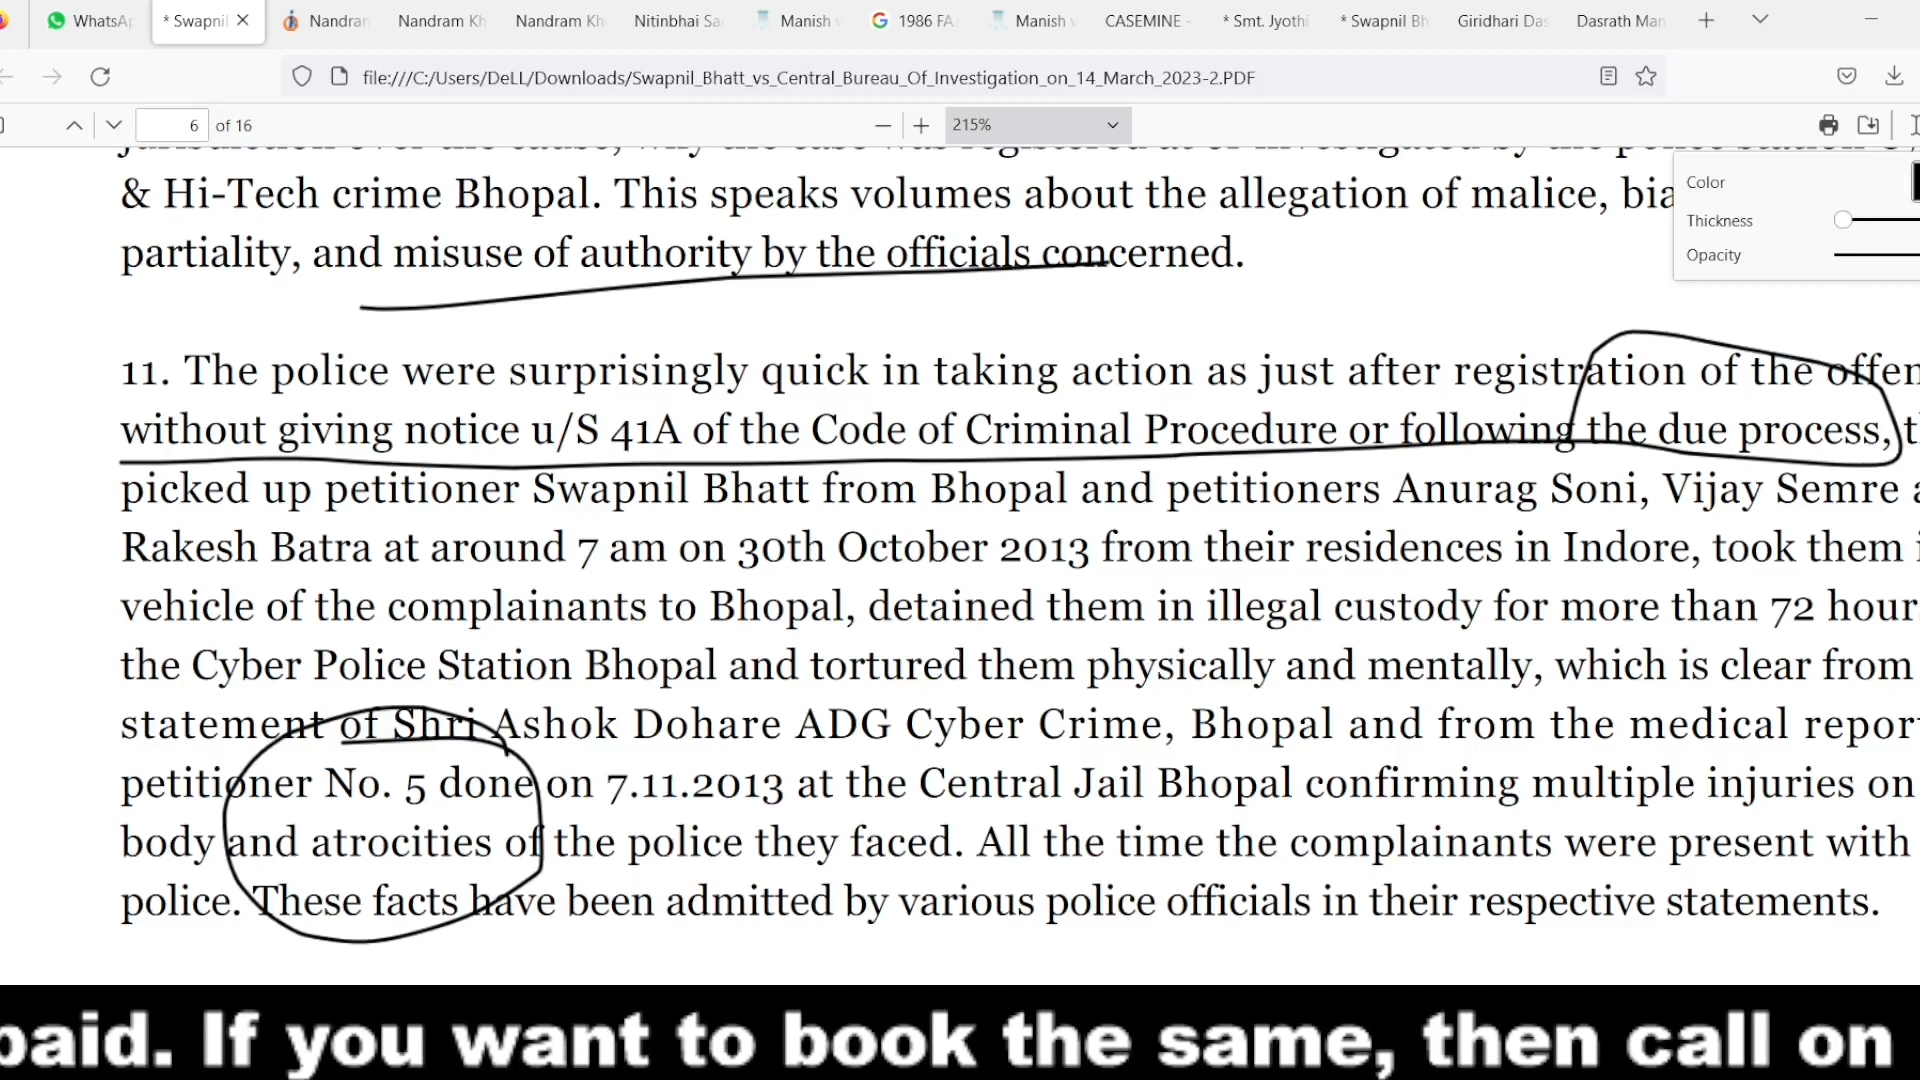 WhatsAp
* Swapnil
Nandram
Nandram Kh
Nandram Kh
Nitinbhai Sa
Manish v
1986 FA
Manish v
CASEMINE -
* Smt. Jyothi
* Swapnil Bh
Giridhari Das
Dasrath Man
file:///C:/Users/DeLL/Downloads/Swapnil_Bhatt_vs_Central_Bureau_Of_Investigation_on_14_March_2023-2.PDF
6 of 16
215%
Color
Thickness
Opacity
& Hi-Tech crime Bhopal. This speaks volumes about the allegation of malice, bia
partiality, and misuse of authority by the officials concerned.
11. The police were surprisingly quick in taking action as just after registration of the offen
without giving notice u/S 41A of the Code of Criminal Procedure or following the due process, t
picked up petitioner Swapnil Bhatt from Bhopal and petitioners Anurag Soni, Vijay Semre a
Rakesh Batra at around 7 am on 30th October 2013 from their residences in Indore, took them i
vehicle of the complainants to Bhopal, detained them in illegal custody for more than 72 hour
the Cyber Police Station Bhopal and tortured them physically and mentally, which is clear from
statement of Shri Ashok Dohare ADG Cyber Crime, Bhopal and from the medical repor
petitioner No. 5 done on 7.11.2013 at the Central Jail Bhopal confirming multiple injuries on
body and atrocities of the police they faced. All the time the complainants were present with
police. These facts have been admitted by various police officials in their respective statements.
paid. If you want to book the same, then call on